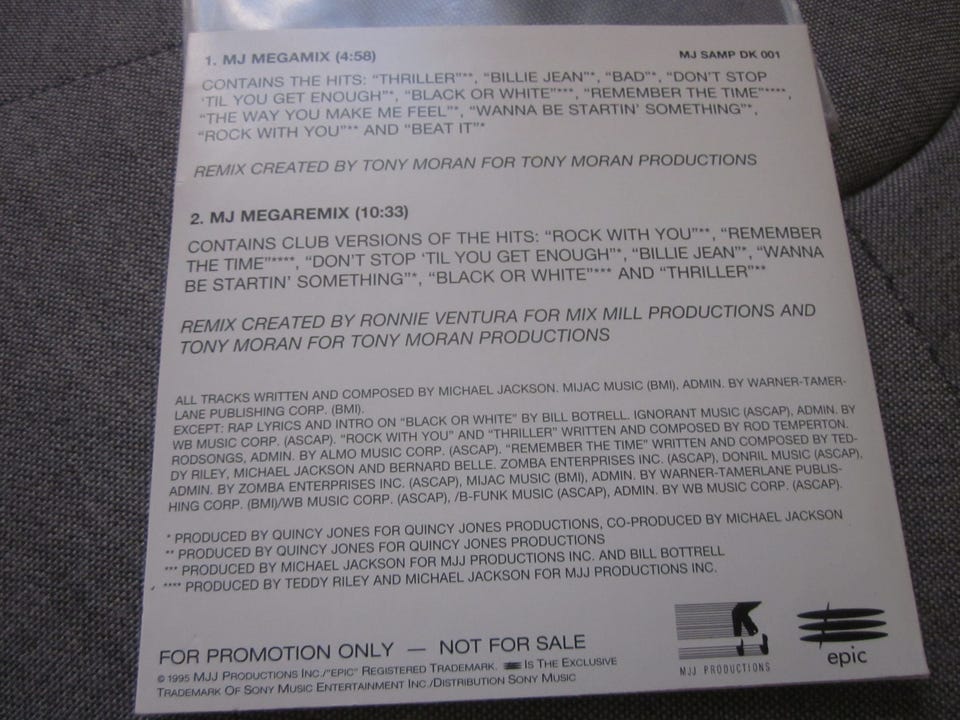 1. MJ MEGAMIX (4:58)
MJ SAMP DK 001
CONTAINS THE HITS: “THRILLER”**, “BILLIE JEAN”*, “BAD”*, “DON’T STOP
‘TIL YOU GET ENOUGH”*, “BLACK OR WHITE”***, “REMEMBER THE TIME”****,
“THE WAY YOU MAKE ME FEEL”*, “WANNA BE STARTIN’ SOMETHING”*,
“ROCK WITH YOU”** AND “BEAT IT”*
REMIX CREATED BY TONY MORAN FOR TONY MORAN PRODUCTIONS
2. MJ MEGAREMIX (10:33)
CONTAINS CLUB VERSIONS OF THE HITS: “ROCK WITH YOU”**, “REMEMBER
THE TIME”****, “DON’T STOP ‘TIL YOU GET ENOUGH”*, “BILLIE JEAN”*, “WANNA
BE STARTIN’ SOMETHING”*, “BLACK OR WHITE”*** AND “THRILLER”**
REMIX CREATED BY RONNIE VENTURA FOR MIX MILL PRODUCTIONS AND
TONY MORAN FOR TONY MORAN PRODUCTIONS
ALL TRACKS WRITTEN AND COMPOSED BY MICHAEL JACKSON. MIJAC MUSIC (BMI). ADMIN. BY WARNER-TAMER-
LANE PUBLISHING CORP. (BMI).
EXCEPT: RAP LYRICS AND INTRO ON “BLACK OR WHITE” BY BILL BOTRELL. IGNORANT MUSIC (ASCAP), ADMIN. BY
WB MUSIC CORP. (ASCAP). “ROCK WITH YOU” AND “THRILLER” WRITTEN AND COMPOSED BY ROD TEMPERTON.
RODSONGS, ADMIN. BY ALMO MUSIC CORP. (ASCAP). “REMEMBER THE TIME” WRITTEN AND COMPOSED BY TED-
DY RILEY, MICHAEL JACKSON AND BERNARD BELLE. ZOMBA ENTERPRISES INC. (ASCAP), DONRIL MUSIC (ASCAP),
ADMIN. BY ZOMBA ENTERPRISES INC. (ASCAP), MIJAC MUSIC (BMI), ADMIN. BY WARNER-TAMERLANE PUBLIS-
HING CORP. (BMI)/WB MUSIC CORP. (ASCAP), /B-FUNK MUSIC (ASCAP), ADMIN. BY WB MUSIC CORP. (ASCAP).
* PRODUCED BY QUINCY JONES FOR QUINCY JONES PRODUCTIONS, CO-PRODUCED BY MICHAEL JACKSON
** PRODUCED BY QUINCY JONES FOR QUINCY JONES PRODUCTIONS
*** PRODUCED BY MICHAEL JACKSON FOR MJJ PRODUCTIONS INC. AND BILL BOTTRELL
**** PRODUCED BY TEDDY RILEY AND MICHAEL JACKSON FOR MJJ PRODUCTIONS INC.
FOR PROMOTION ONLY — NOT FOR SALE
© 1995 MJJ PRODUCTIONS INC./“EPIC” REGISTERED TRADEMARK. IS THE EXCLUSIVE
TRADEMARK OF SONY MUSIC ENTERTAINMENT INC./DISTRIBUTION SONY MUSIC
MJJ PRODUCTIONS
epic